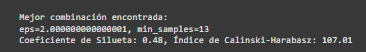 Mejor combinación encontrada:
eps=2.000000000000001, min_samples=13
Coeficiente de Silueta: 0.48, Índice de Calinski-Harabasz: 107.01